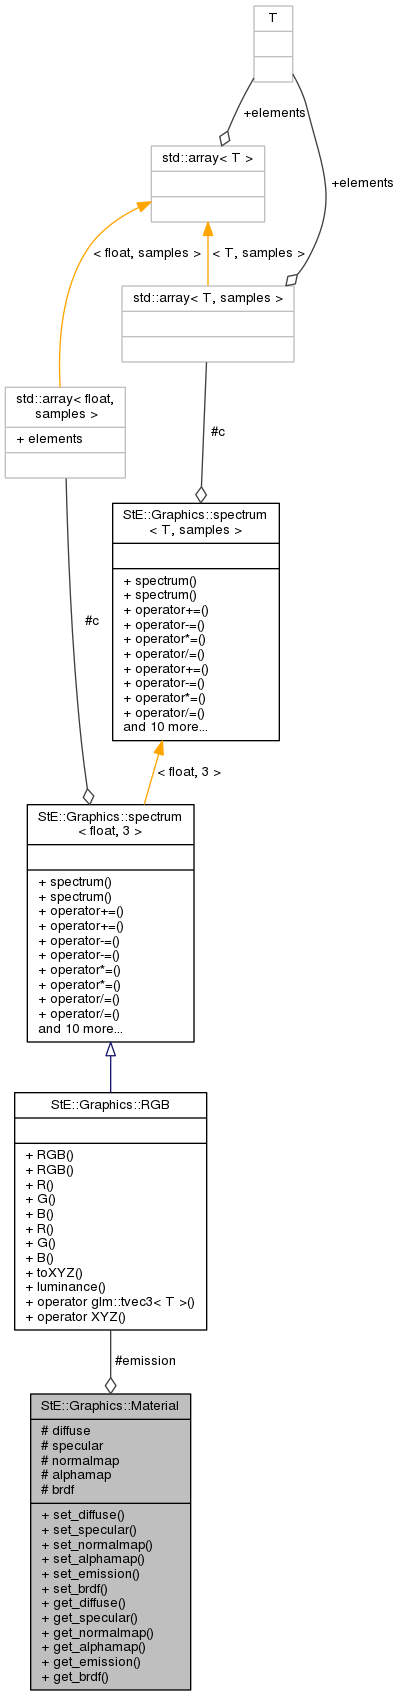 T
+elements
+elements
std::array< T >
< float, samples >
< T, samples >
std::array< T, samples >
std::array< float,
samples >
+ elements
#c
#c
StE::Graphics::spectrum
< T, samples >
+ spectrum()
+ spectrum()
+ operator+=()
+ operator-=()
+ operator*=()
+ operator/=()
+ operator+=()
+ operator-=()
+ operator*=()
+ operator/=()
and 10 more...
< float, 3 >
StE::Graphics::spectrum
< float, 3 >
+ spectrum()
+ spectrum()
+ operator+=()
+ operator+=()
+ operator-=()
+ operator-=()
+ operator*=()
+ operator*=()
+ operator/=()
+ operator/=()
and 10 more...
StE::Graphics::RGB
+ RGB()
+ RGB()
+ R()
+ G()
+ B()
+ R()
+ G()
+ B()
+ toXYZ()
+ luminance()
+ operator glm::tvec3< T >()
+ operator XYZ()
#emission
StE::Graphics::Material
# diffuse
# specular
# normalmap
# alphamap
# brdf
+ set_diffuse()
+ set_specular()
+ set_normalmap()
+ set_alphamap()
+ set_emission()
+ set_brdf()
+ get_diffuse()
+ get_specular()
+ get_normalmap()
+ get_alphamap()
+ get_emission()
+ get_brdf()